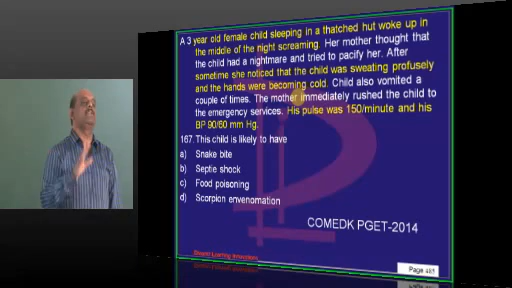 A 3 year old female child sleeping in a thatched hut woke up in
the middle of the night screaming. Her mother thought that
the child had a nightmare and tried to pacify her. After
sometime she noticed that the child was sweating profusely
and the hands were becoming cold. Child also vomited a
couple of times. The mother immediately rushed the child to
the emergency services. His pulse was 150/minute and his
BP 90/60 mm Hg.
167. This child is likely to have
a) Snake bite
b) Septie shock
c) Food poisoning
d) Scorpion envenomation
COMEDK PGET-2014
Learning Innovations
Page 485